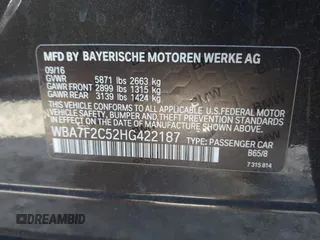 MFD BY BAYERISCHE MOTOREN WERKE AG
09/16
GVWR 5871 lbs 2663 kg
GAWR FRONT 2899 lbs 1315 kg
GAWR REAR 3139 lbs 1424 kg
THIS VEHICLE CONFORMS TO ALL APPLICABLE U.S. FEDERAL MOTOR
VEHICLE SAFETY, BUMPER, AND THEFT PREVENTION STANDARDS IN
EFFECT ON THE DATE OF MANUFACTURE SHOWN ABOVE.
WBA7F2C52HG422187 TYPE: PASSENGER CAR
B65/8
7 315 814
DREAMBID